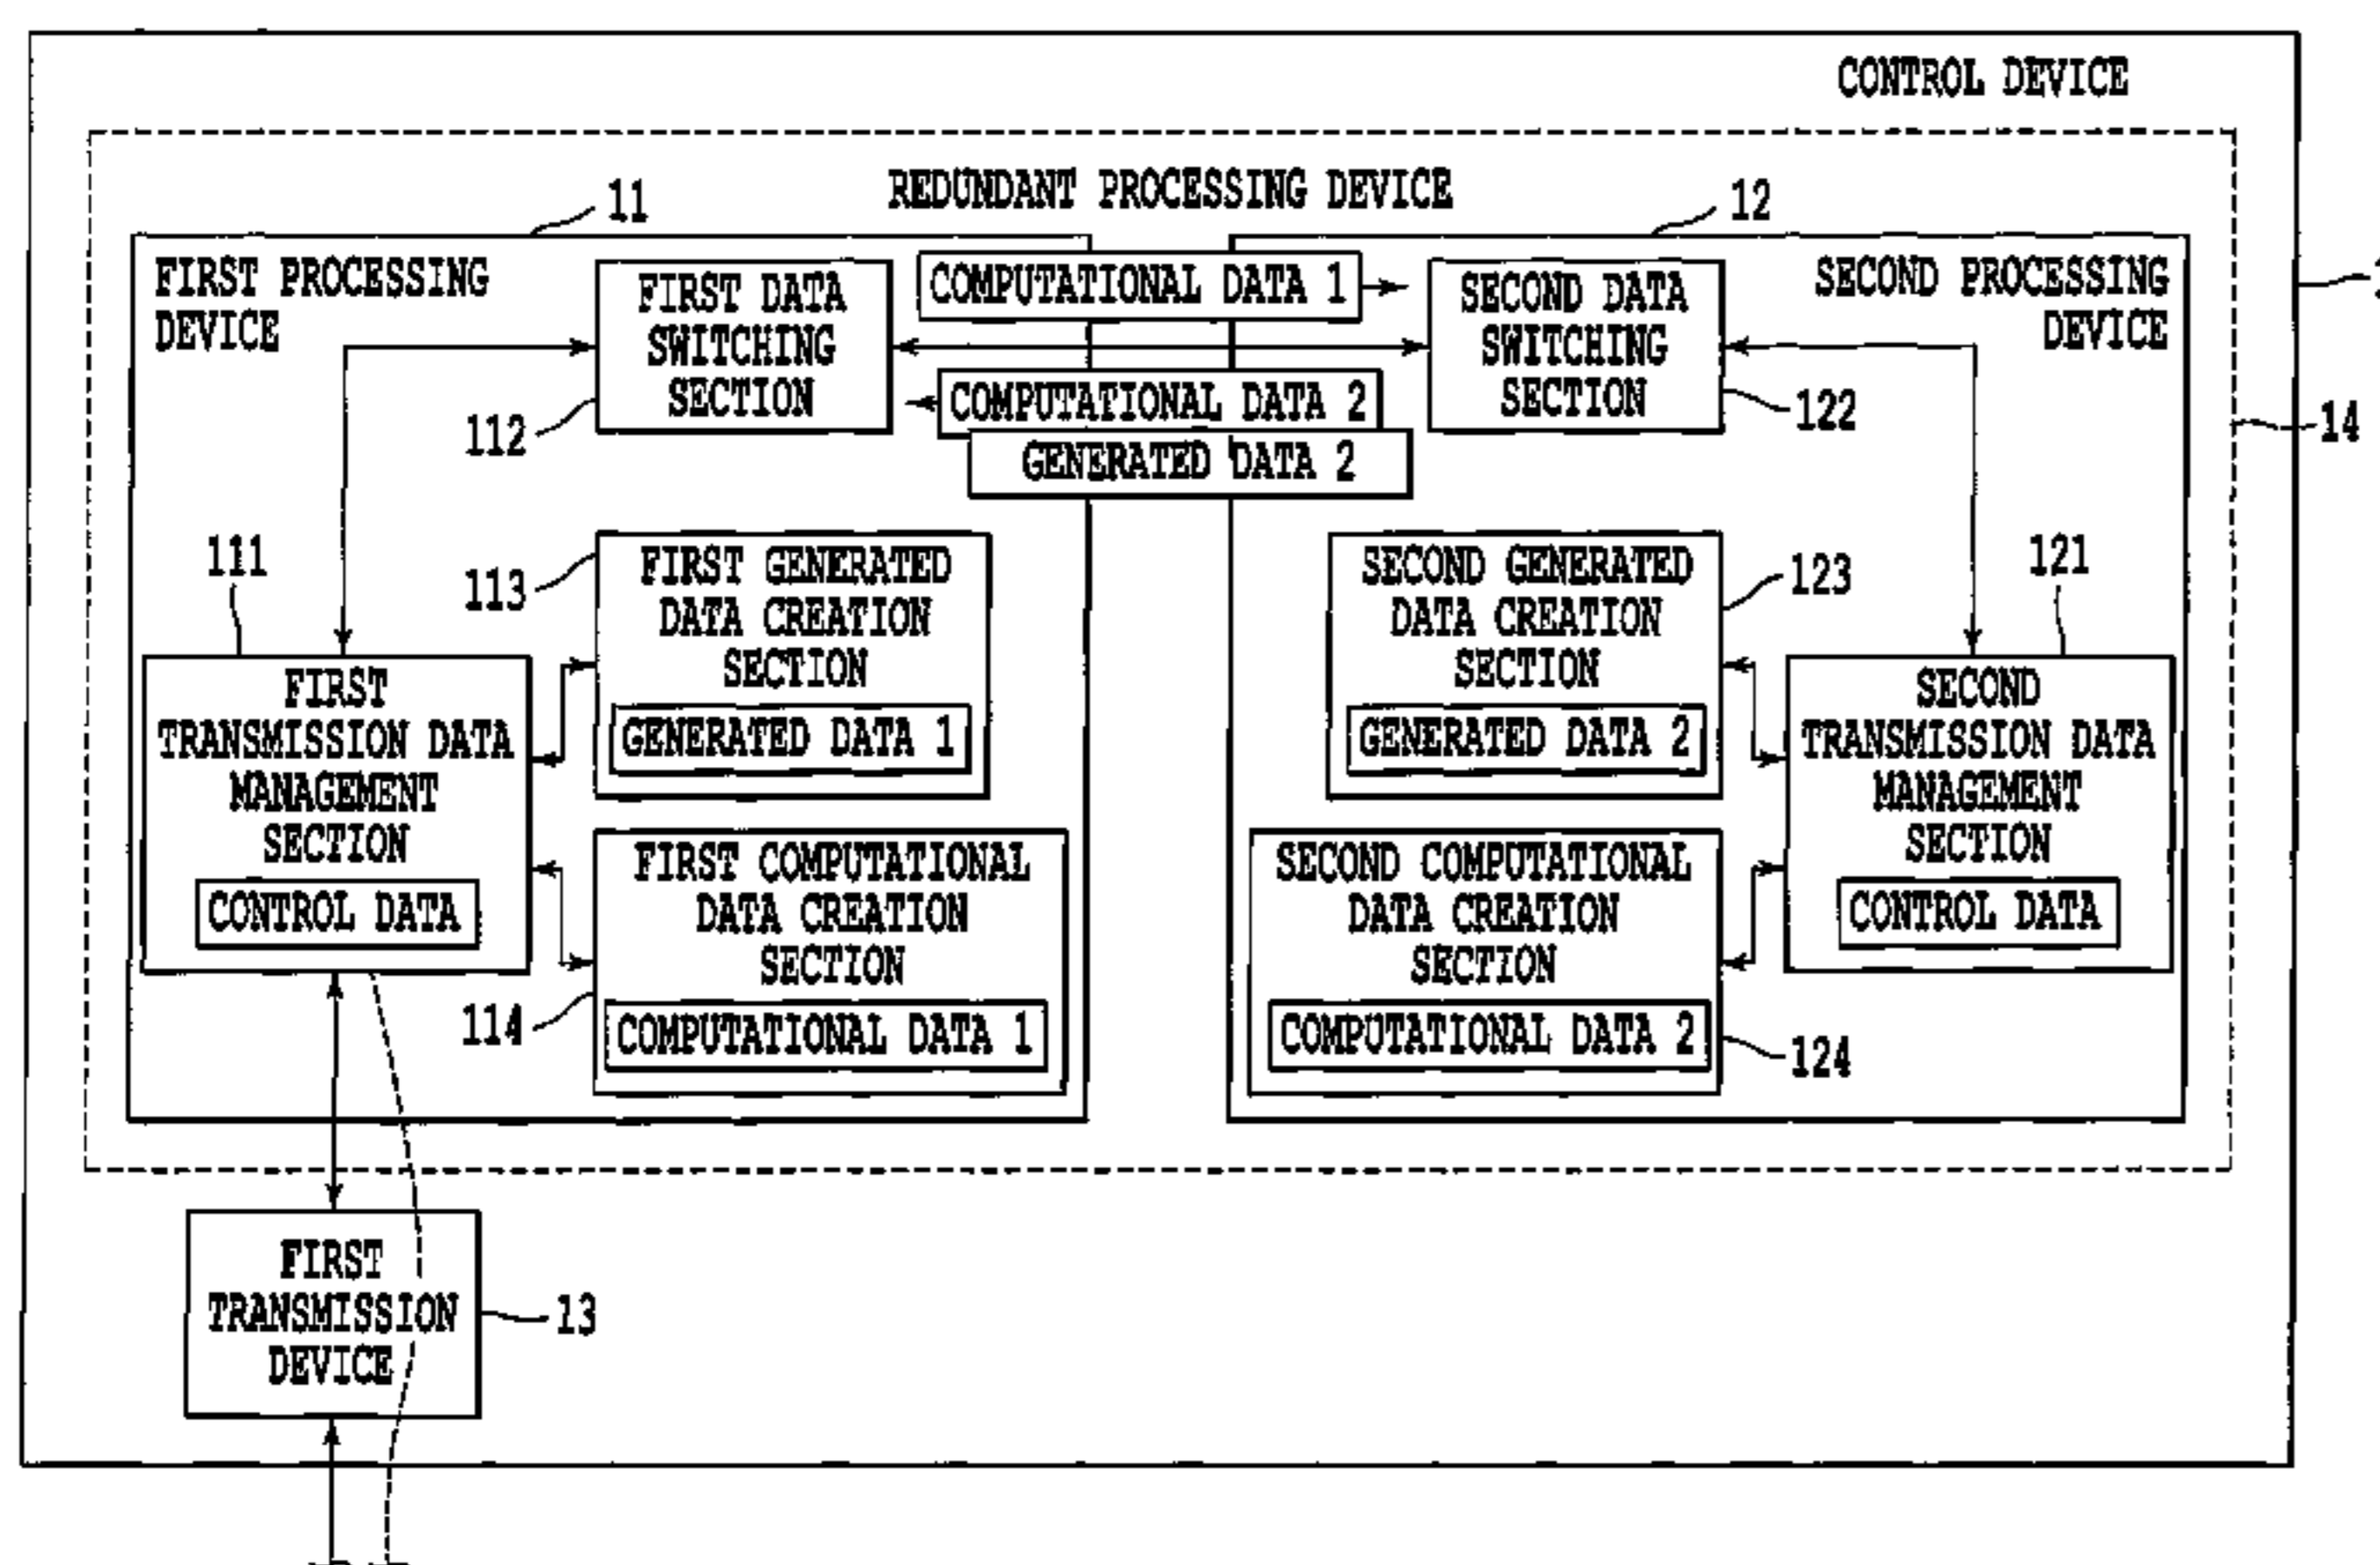 CONTROL DEVICE
REDUNDANT PROCESSING DEVICE
11
12
FIRST PROCESSING
DEVICE
FIRST DATA
SWITCHING
SECTION
112
COMPUTATIONAL DATA 1
COMPUTATIONAL DATA 2
GENERATED DATA 2
SECOND DATA
SWITCHING
SECTION
122
SECOND PROCESSING
DEVICE
14
111
FIRST
TRANSMISSION DATA
MANAGEMENT
SECTION
CONTROL DATA
113
FIRST GENERATED
DATA CREATION
SECTION
GENERATED DATA 1
114
FIRST COMPUTATIONAL
DATA CREATION
SECTION
COMPUTATIONAL DATA 1
SECOND GENERATED
DATA CREATION
SECTION
GENERATED DATA 2
123
SECOND COMPUTATIONAL
DATA CREATION
SECTION
COMPUTATIONAL DATA 2
124
121
SECOND
TRANSMISSION DATA
MANAGEMENT
SECTION
CONTROL DATA
FIRST
TRANSMISSION
DEVICE
13